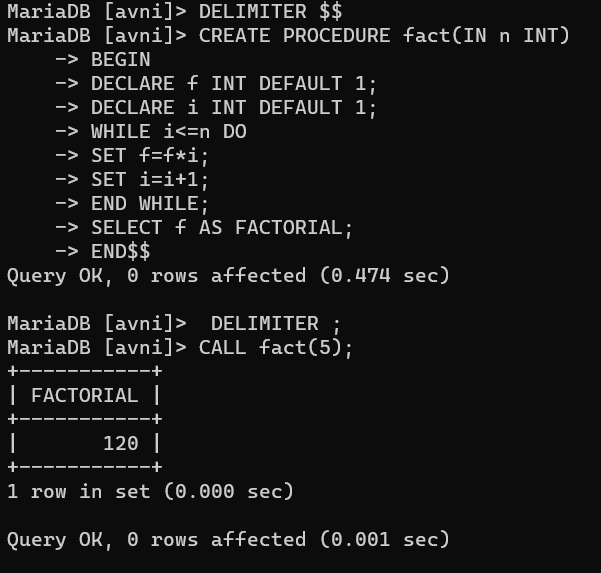 MariaDB [avni]> DELIMITER $$
MariaDB [avni]> CREATE PROCEDURE fact(IN n INT)
    -> BEGIN
    -> DECLARE f INT DEFAULT 1;
    -> DECLARE i INT DEFAULT 1;
    -> WHILE i<=n DO
    -> SET f=f*i;
    -> SET i=i+1;
    -> END WHILE;
    -> SELECT f AS FACTORIAL;
    -> END$$
Query OK, 0 rows affected (0.474 sec)

MariaDB [avni]>  DELIMITER ;
MariaDB [avni]> CALL fact(5);
+-----------+
| FACTORIAL |
+-----------+
|       120 |
+-----------+
1 row in set (0.000 sec)

Query OK, 0 rows affected (0.001 sec)